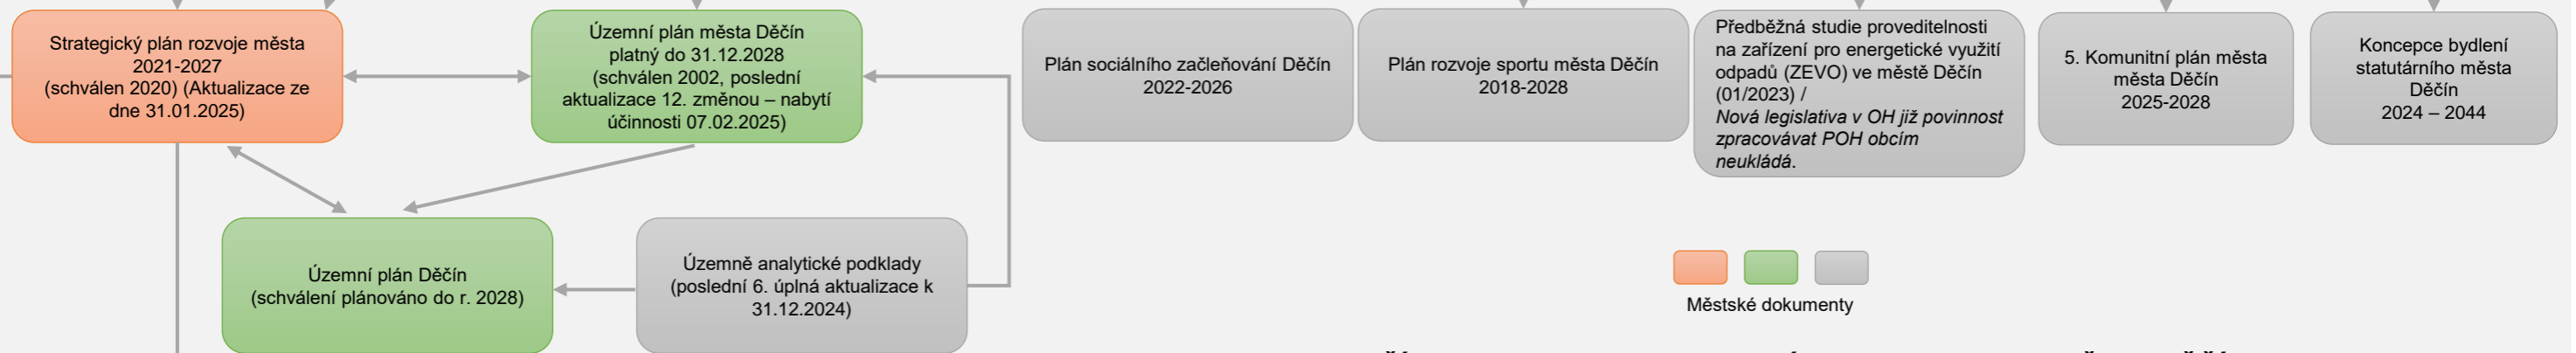 Strategický plán rozvoje města
2021-2027
(schválen 2020) (Aktualizace ze
dne 31.01.2025)
Územní plán města Děčín
platný do 31.12.2028
(schválen 2002, poslední
aktualizace 12. změnou – nabytí
účinnosti 07.02.2025)
Plán sociálního začleňování Děčín
2022-2026
Plán rozvoje sportu města Děčín
2018-2028
Předběžná studie proveditelnosti
na zařízení pro energetické využití
odpadů (ZEVO) ve městě Děčín
(01/2023) /
Nová legislativa v OH již povinnost
zpracovávat POH obcím
neukládá.
5. Komunitní plán města
města Děčín
2025-2028
Koncepce bydlení
statutárního města
Děčín
2024 – 2044
Územní plán Děčín
(schválení plánováno do r. 2028)
Územně analytické podklady
(poslední 6. úplná aktualizace k
31.12.2024)
Městské dokumenty